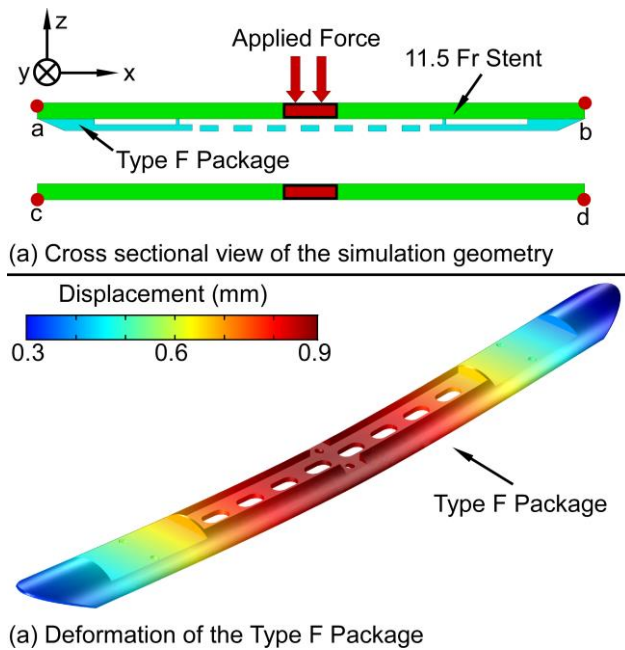 z
y
x
Applied Force
11.5 Fr Stent
a
b
Type F Package
c
d
(a) Cross sectional view of the simulation geometry
Displacement (mm)
0.3
0.6
0.9
Type F Package
(a) Deformation of the Type F Package